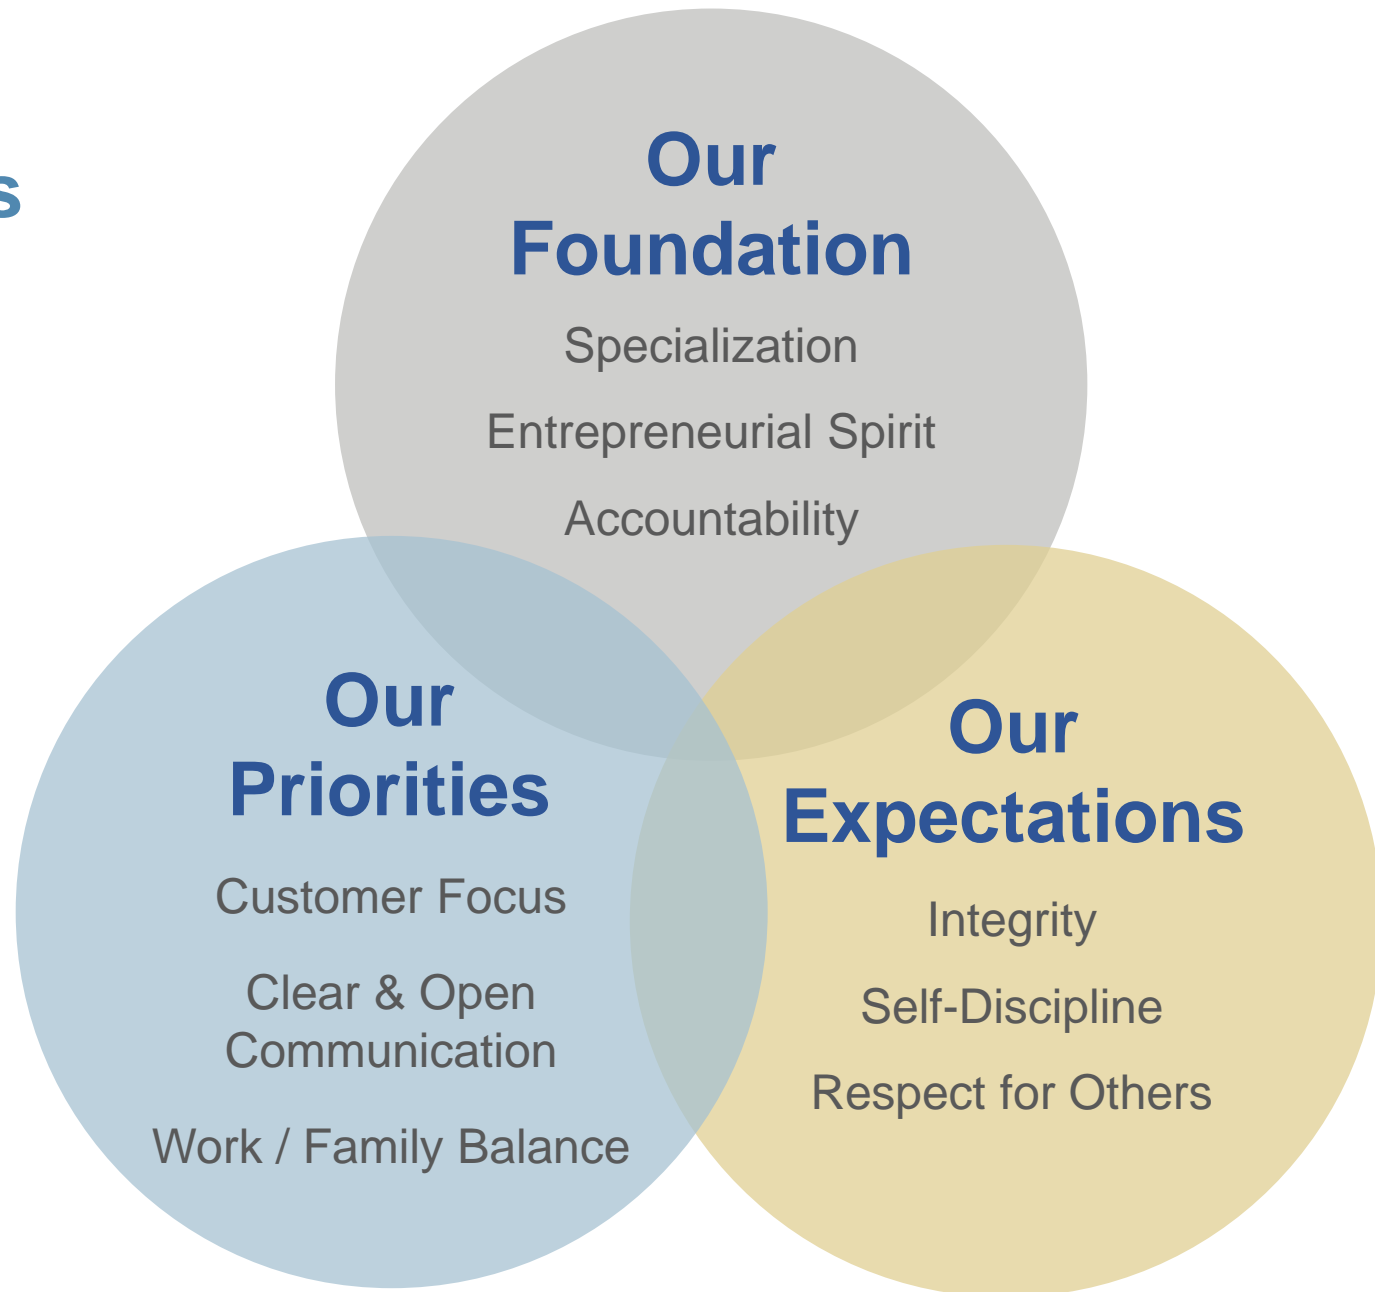 s
Our
Foundation
Specialization
Entrepreneurial Spirit
Accountability
Our
Priorities
Customer Focus
Clear & Open
Communication
Work / Family Balance
Our
Expectations
Integrity
Self-Discipline
Respect for Others